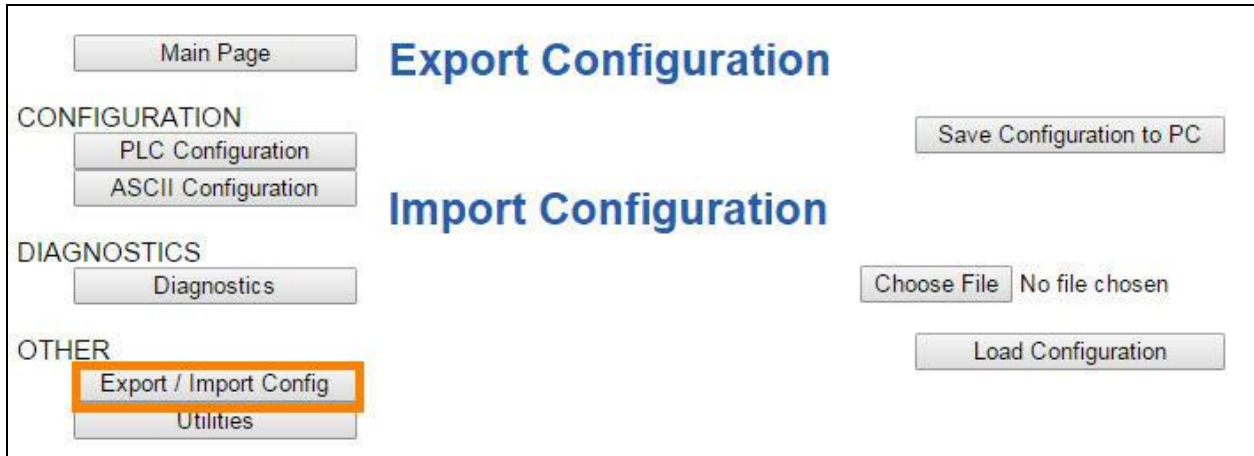 Main Page
Export Configuration
CONFIGURATION
Save Configuration to PC
PLC Configuration
ASCII Configuration
Import Configuration
DIAGNOSTICS
Diagnostics
Choose File No file chosen
OTHER
Load Configuration
Export / Import Config
Utilities